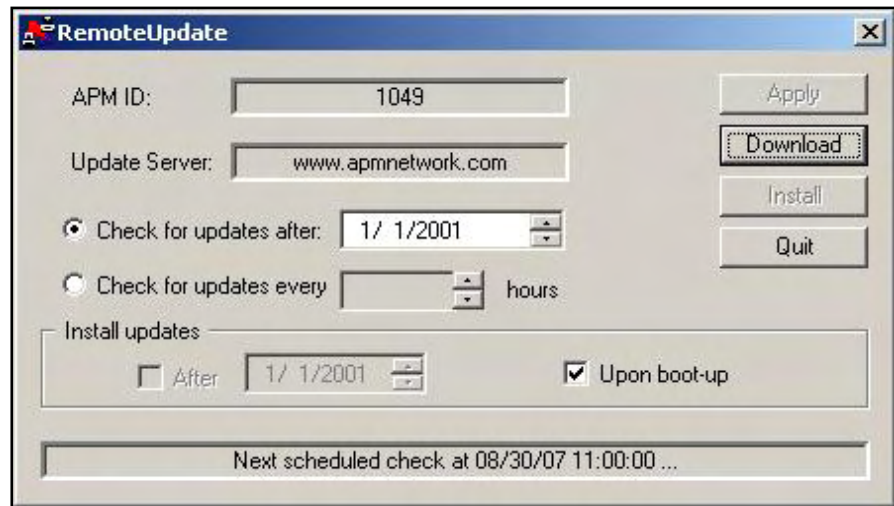 RemoteUpdate
APM ID: 1049
Apply
Update Server: www.apmnetwork.com
Download
Install
Check for updates after: 1/ 1/2001
Quit
Check for updates every hours
Install updates
After 1/ 1/2001 Upon boot-up
Next scheduled check at 08/30/07 11:00:00 ...